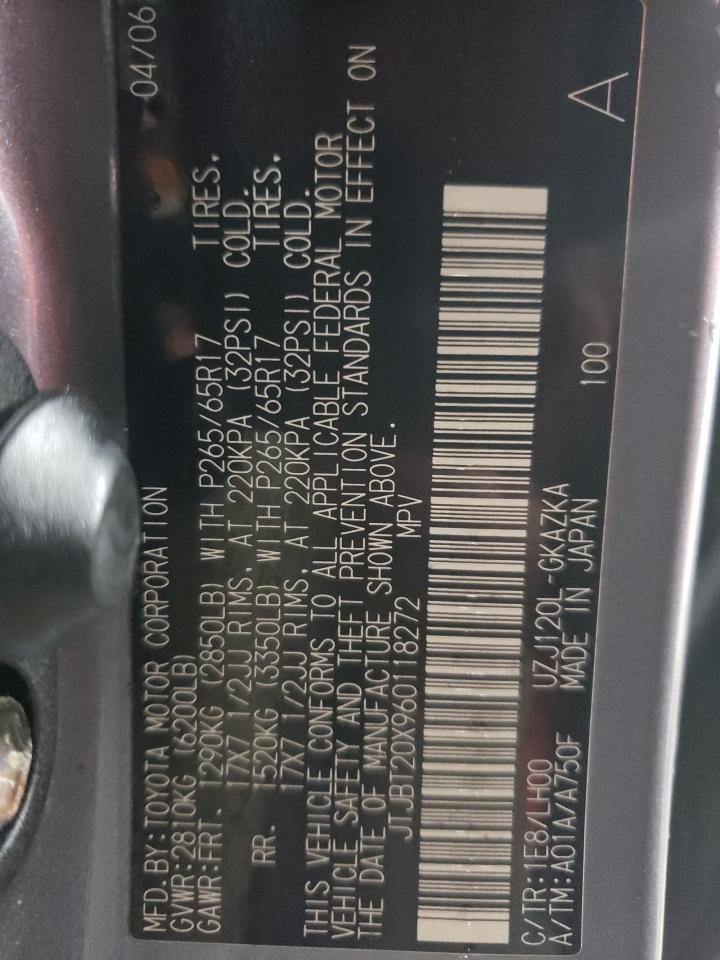 MFD.BY:TOYOTA MOTOR CORPORATION 04/06
GVWR:2810KG (6200LB)
GAWR:FRT. 1290KG (2850LB) WITH P265/65R17 TIRES,
17X7 1/2JJ RIMS, AT 220KPA (32PSI) COLD.
RR. 1520KG (3350LB) WITH P265/65R17 TIRES,
17X7 1/2JJ RIMS, AT 220KPA (32PSI) COLD.
THIS VEHICLE CONFORMS TO ALL APPLICABLE FEDERAL MOTOR
VEHICLE SAFETY AND THEFT PREVENTION STANDARDS IN EFFECT ON
THE DATE OF MANUFACTURE SHOWN ABOVE.
JTJBT20X960118272 MPV
C/TR:1E8/LH00 UZJ120L-GKAZKA 100 A
A/TM:A01A/A750F MADE IN JAPAN